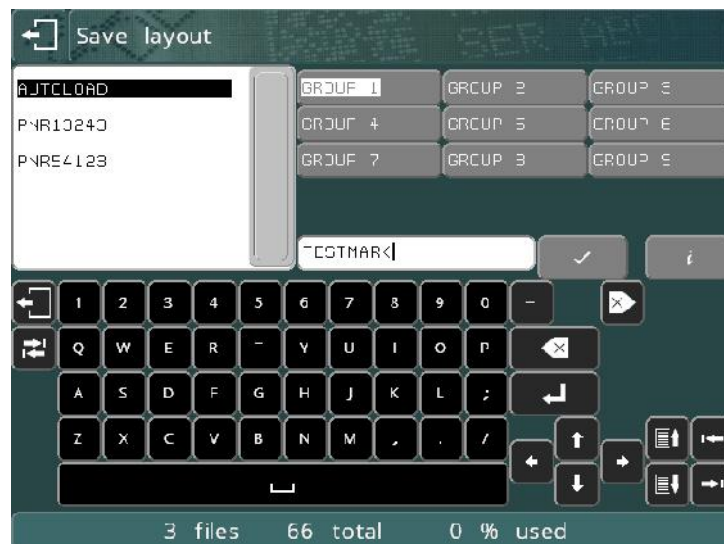 Save layout
AUTOLOAD
PNR10240
PNR54123
GROUP 1 GROUP 2 GROUP 3
GROUP 4 GROUP 5 GROUP 6
GROUP 7 GROUP 8 GROUP 9
TESTMARK
i
1 2 3 4 5 6 7 8 9 0 -
Q W E R T Y U I O P
A S D F G H J K L ;
Z X C V B N M , . /
3 files 66 total 0 % used